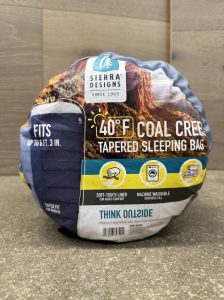 SIERRA
DESIGNS
SINCE 1965
FITS
UP TO 6 FT. 3 IN.
40°F COAL CREE
TAPERED SLEEPING BAG
SOFT-TOUCH LINER
MACHINE WASHABLE
THINK OUTSIDE